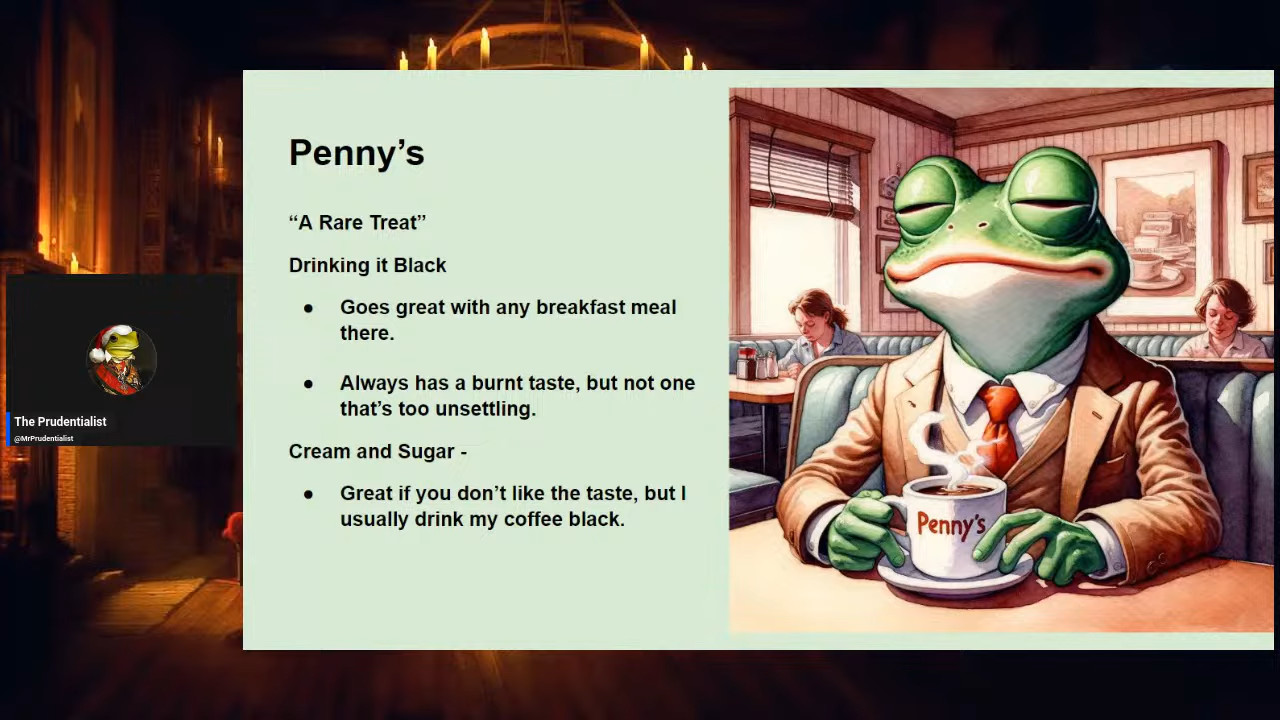 Penny’s
“A Rare Treat”
Drinking it Black
● Goes great with any breakfast meal
there.
● Always has a burnt taste, but not one
that’s too unsettling.
Cream and Sugar -
● Great if you don’t like the taste, but I
usually drink my coffee black.
Penny's
The Prudentialist
@MrPrudentialist